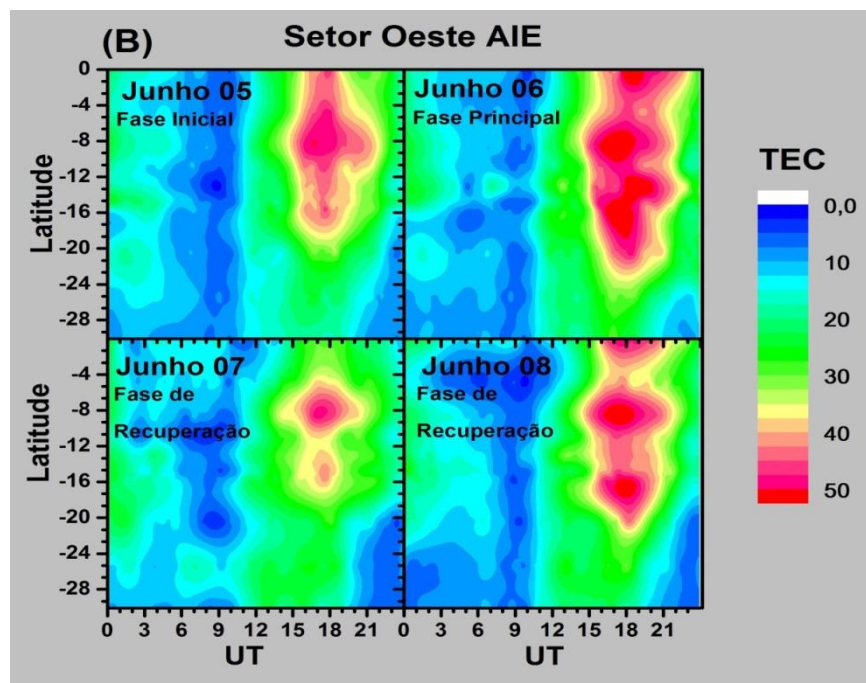 (B) Setor Oeste AIE
Junho 05
Fase Inicial
Junho 06
Fase Principal
0
-4
-8
-12
-16
-20
-24
-28
Latitude
Junho 07
Fase de
Recuperação
Junho 08
Fase de
Recuperação
-4
-8
-12
-16
-20
-24
-28
Latitude
0 3 6 9 12 15 18 21 0 3 6 9 12 15 18 21
UT UT
TEC
0,0
10
20
30
40
50